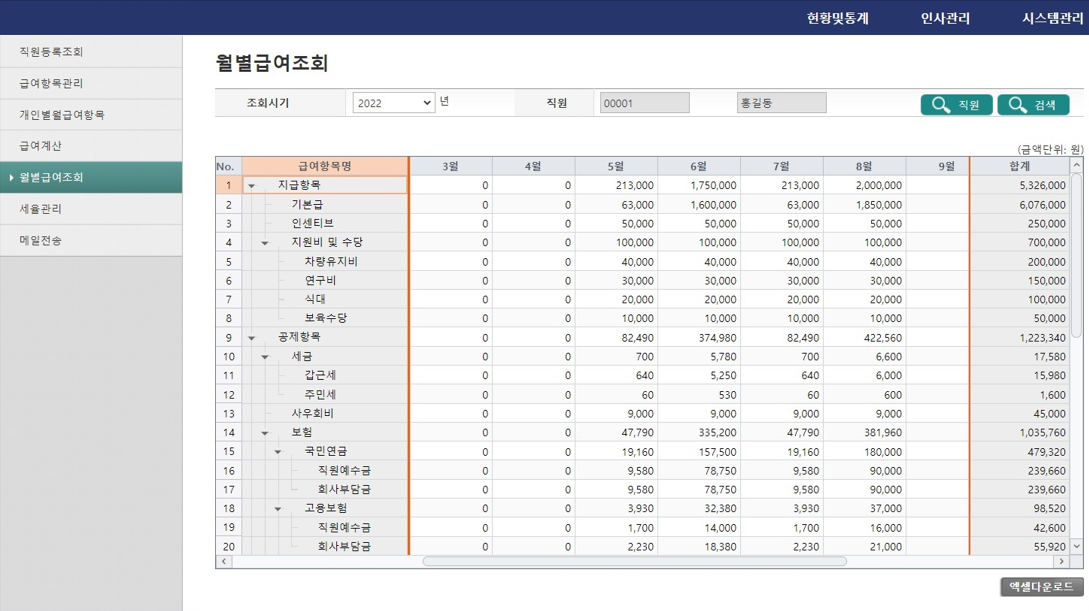 현황및통계 인사관리 시스템관리
직원등록조회
급여항목관리
개인별월급여항목
급여계산
월별급여조회
세율관리
메일전송
월별급여조회
조회시기 2022 년 직원 00001 홍길동 직원 검색
(금액단위: 원)
No. 급여항목명 3월 4월 5월 6월 7월 8월 9월 합계
1 지급항목 0 0 213,000 1,750,000 213,000 2,000,000 5,326,000
2 기본급 0 0 63,000 1,600,000 63,000 1,850,000 6,076,000
3 인센티브 0 0 50,000 50,000 50,000 50,000 250,000
4 지원비 및 수당 0 0 100,000 100,000 100,000 100,000 700,000
5 차량유지비 0 0 40,000 40,000 40,000 40,000 200,000
6 연구비 0 0 30,000 30,000 30,000 30,000 150,000
7 식대 0 0 20,000 20,000 20,000 20,000 100,000
8 보육수당 0 0 10,000 10,000 10,000 10,000 50,000
9 공제항목 0 0 82,490 374,980 82,490 422,560 1,223,340
10 세금 0 0 700 5,780 700 6,600 17,580
11 갑근세 0 0 640 5,250 640 6,000 15,980
12 주민세 0 0 60 530 60 600 1,600
13 사우회비 0 0 9,000 9,000 9,000 9,000 45,000
14 보험 0 0 47,790 335,200 47,790 381,960 1,035,760
15 국민연금 0 0 19,160 157,500 19,160 180,000 479,320
16 직원예수금 0 0 9,580 78,750 9,580 90,000 239,660
17 회사부담금 0 0 9,580 78,750 9,580 90,000 239,660
18 고용보험 0 0 3,930 32,380 3,930 37,000 98,520
19 직원예수금 0 0 1,700 14,000 1,700 16,000 42,600
20 회사부담금 0 0 2,230 18,380 2,230 21,000 55,920
엑셀다운로드